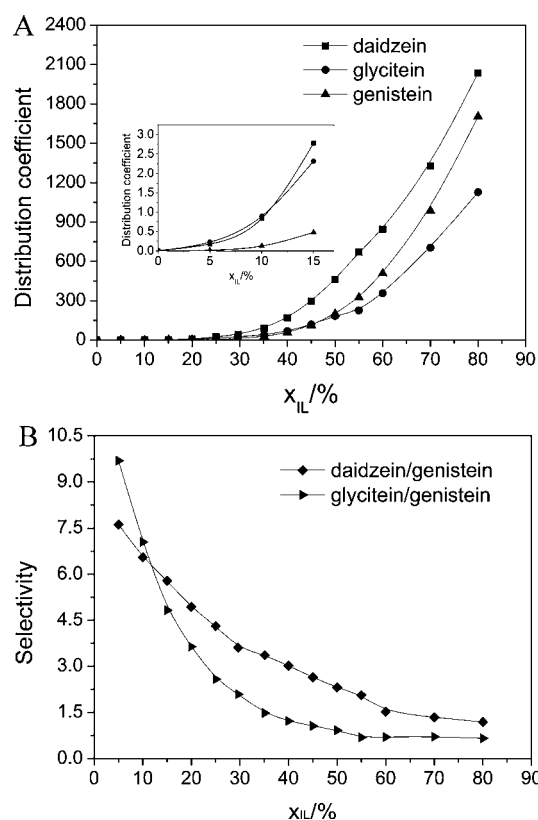 A
2400
2100
1800
1500
1200
900
600
300
0
Distribution coefficient
daidzein
glycitein
genistein
3.0
2.5
2.0
1.5
1.0
0.5
0.0
Distribution coefficient
0 5 10 15
xIL/%
0 10 20 30 40 50 60 70 80 90
xIL/%
B
10.5
9.0
7.5
6.0
4.5
3.0
1.5
0.0
Selectivity
daidzein/genistein
glycitein/genistein
0 10 20 30 40 50 60 70 80 90
xIL/%